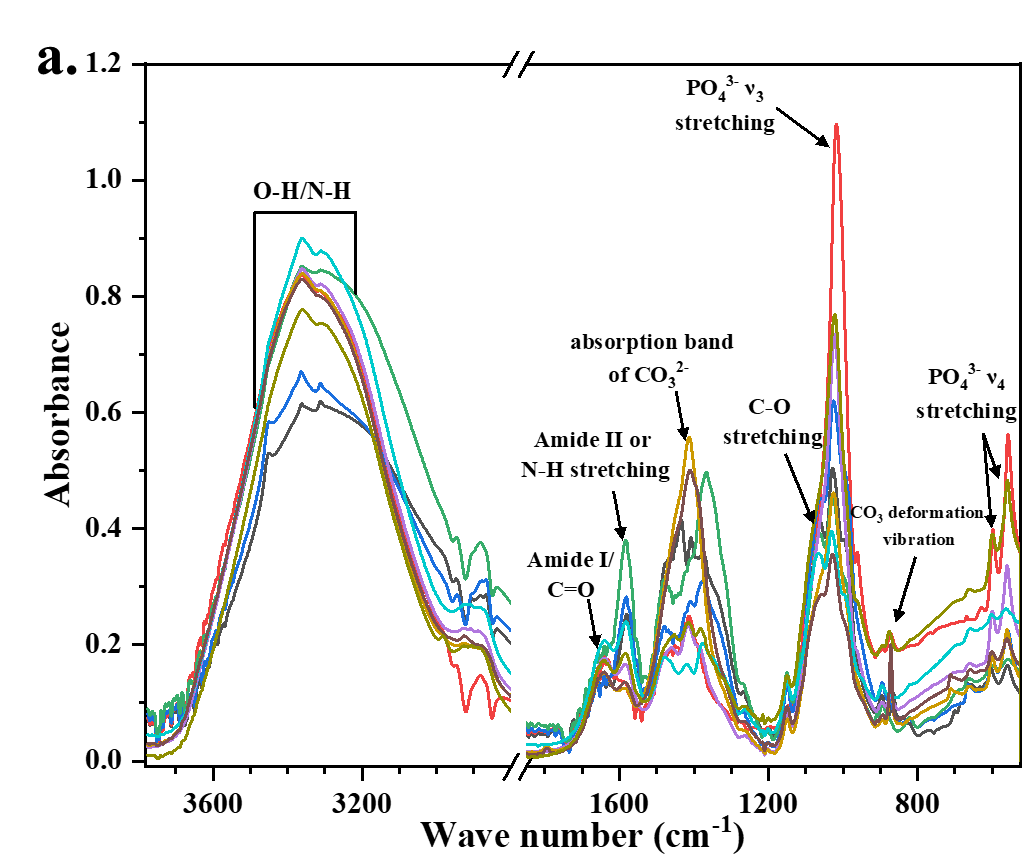 a.
1.2
1.0
0.8
0.6
0.4
0.2
0.0
Absorbance
O-H/N-H
PO₄³⁻ ν₃
stretching
absorption band
of CO₃²⁻
Amide II or
N-H stretching
Amide I/
C=O
C-O
stretching
PO₄³⁻ ν₄
stretching
CO₃ deformation
vibration
3600
3200
1600
1200
800
Wave number (cm⁻¹)